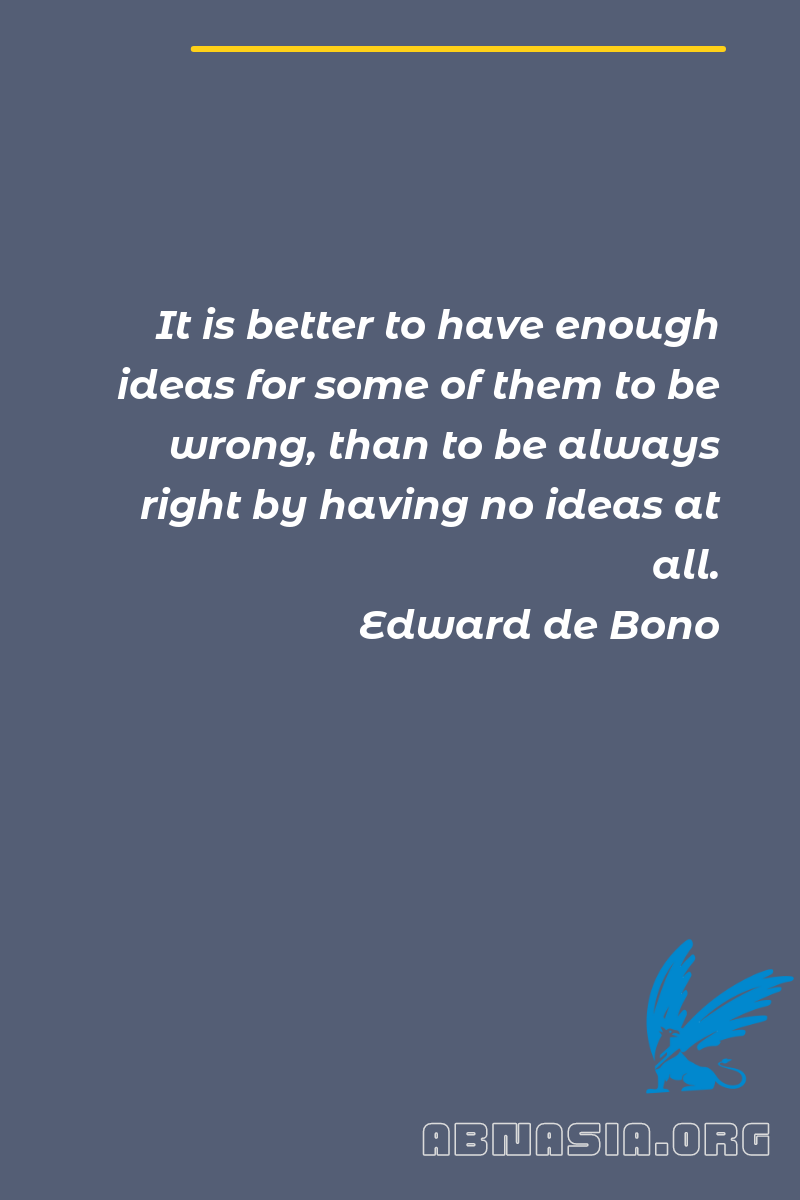 It is better to have enough
ideas for some of them to be
wrong, than to be always
right by having no ideas at
all.
Edward de Bono
ABNASIA.ORG